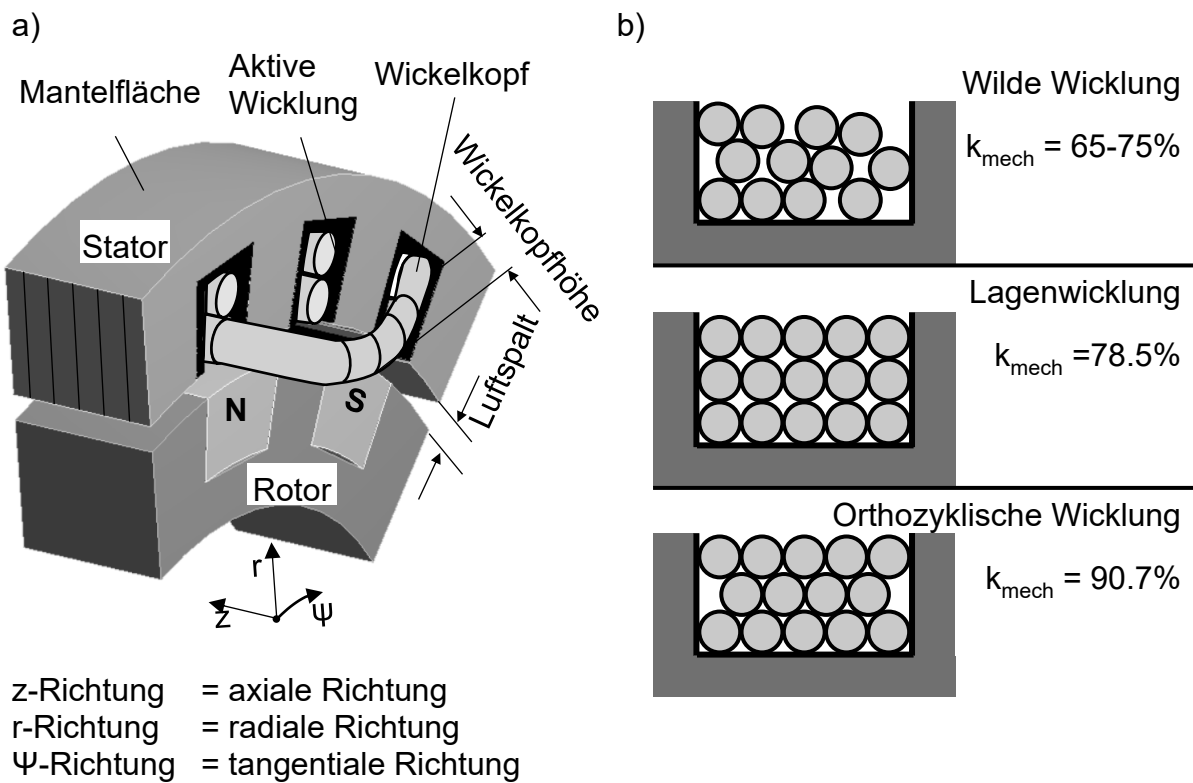 a)
Mantelfläche
Aktive
Wicklung
Wickelkopf
Wickelkopfhöhe
Stator
Luftspalt
N
S
Rotor
r
z
Ψ
z-Richtung = axiale Richtung
r-Richtung = radiale Richtung
Ψ-Richtung = tangentiale Richtung
b)
Wilde Wicklung
kmech = 65-75%
Lagenwicklung
kmech =78.5%
Orthozyklische Wicklung
kmech = 90.7%